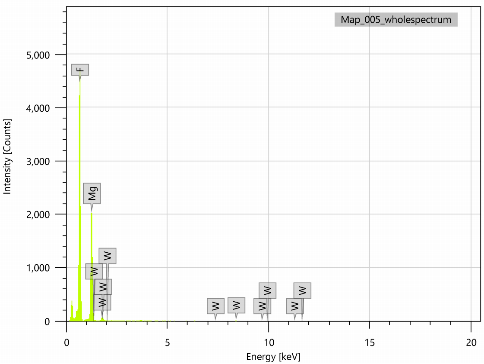 Map_005_wholespectrum
5,000
4,000
3,000
2,000
1,000
0
Intensity [Counts]
F
Mg
W
W
W
W
W
W
W
W
W
W
0
5
10
15
20
Energy [keV]